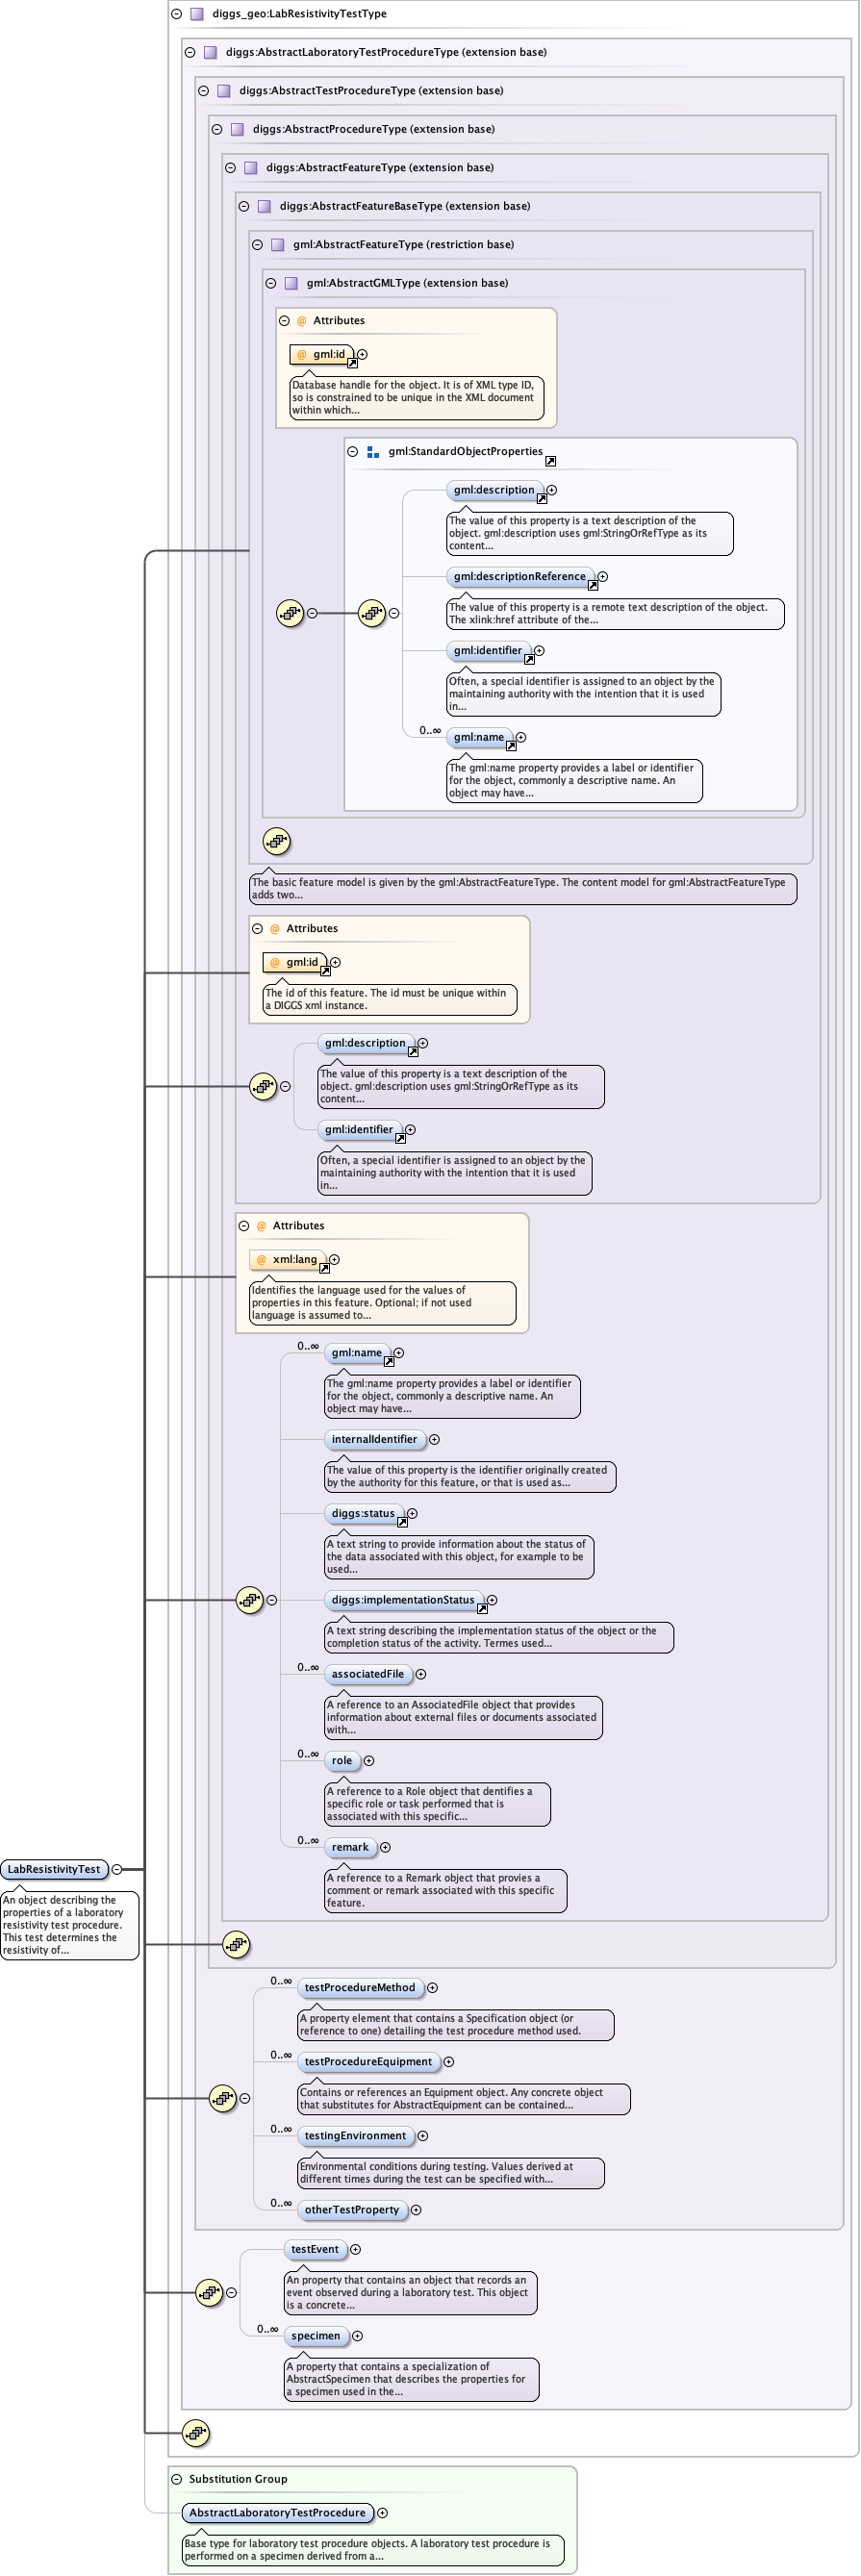 diggs_geo:LabResistivityTestType
diggs:AbstractLaboratoryTestProcedureType (extension base)
diggs:AbstractTestProcedureType (extension base)
diggs:AbstractProcedureType (extension base)
diggs:AbstractFeatureType (extension base)
diggs:AbstractFeatureBaseType (extension base)
gml:AbstractFeatureType (restriction base)
gml:AbstractGMLType (extension base)
@ Attributes
@ gml:id
Database handle for the object. It is of XML type ID,
so is constrained to be unique in the XML document
within which...
gml:StandardObjectProperties
gml:description
The value of this property is a text description of the
object. gml:description uses gml:StringOrRefType as its
content...
gml:descriptionReference
The value of this property is a remote text description of the object.
The xlink:href attribute of the...
gml:identifier
Often, a special identifier is assigned to an object by the
maintaining authority with the intention that it is used
in...
0..∞
gml:name
The gml:name property provides a label or identifier
for the object, commonly a descriptive name. An
object may have...
The basic feature model is given by the gml:AbstractFeatureType. The content model for gml:AbstractFeatureType
adds two...
@ Attributes
@ gml:id
The id of this feature. The id must be unique within
a DIGGS xml instance.
gml:description
The value of this property is a text description of the
object. gml:description uses gml:StringOrRefType as its
content...
gml:identifier
Often, a special identifier is assigned to an object by the
maintaining authority with the intention that it is used
in...
@ Attributes
@ xml:lang
Identifies the language used for the values of
properties in this feature. Optional; if not used
language is assumed to...
0..∞
gml:name
The gml:name property provides a label or identifier
for the object, commonly a descriptive name. An
object may have...
internalIdentifier
The value of this property is the identifier originally created
by the authority for this feature, or that is used as...
diggs:status
A text string to provide information about the status of
the data associated with this object, for example to be
used...
diggs:implementationStatus
A text string describing the implementation status of the object or the
completion status of the activity. Termes used...
0..∞
associatedFile
A reference to an AssociatedFile object that provides
information about external files or documents associated
with...
0..∞
role
A reference to a Role object that dentifies a
specific role or task performed that is
associated with this specific...
0..∞
remark
A reference to a Remark object that provies a
comment or remark associated with this specific
feature.
LabResistivityTest
An object describing the
properties of a laboratory
resistivity test procedure.
This test determines the
resistivity of...
0..∞
testProcedureMethod
A property element that contains a Specification object (or
reference to one) detailing the test procedure method used.
0..∞
testProcedureEquipment
Contains or references an Equipment object. Any concrete object
that substitutes for AbstractEquipment can be contained...
0..∞
testingEnvironment
Environmental conditions during testing. Values derived at
different times during the test can be specified with...
0..∞
otherTestProperty
testEvent
An property that contains an object that records an
event observed during a laboratory test. This object
is a concrete...
0..∞
specimen
A property that contains a specialization of
AbstractSpecimen that describes the properties for
a specimen used in the...
Substitution Group
AbstractLaboratoryTestProcedure
Base type for laboratory test procedure objects. A laboratory test procedure is
performed on a specimen derived from a...